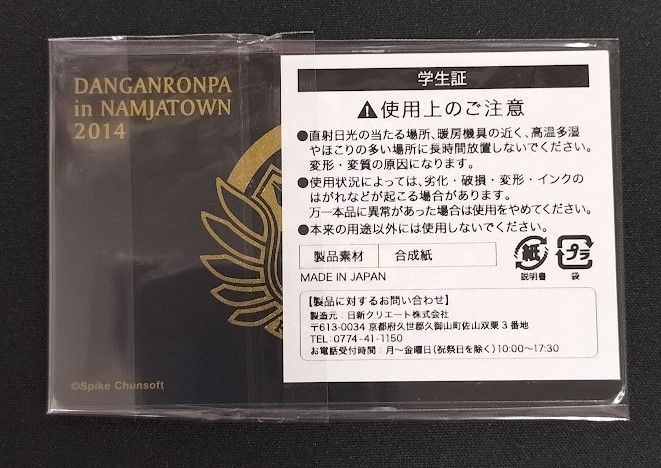 DANGANRONPA
in NAMJATOWN
2014
©Spike Chunsoft
学生証
⚠使用上のご注意
●直射日光の当たる場所、暖房機具の近く、高温多湿
やほこりの多い場所に長時間放置しないでください。
変形・変質の原因になります。
●使用状況によっては、劣化・破損・変形・インクの
はがれなどが起こる場合があります。
万一本品に異常があった場合は使用をやめてください。
●本来の用途以外には使用しないでください。
製品素材 合成紙
MADE IN JAPAN
紙
説明書
プラ
袋
【製品に対するお問い合わせ】
製造元：日新クリエート株式会社
〒613-0034 京都府久世郡久御山町佐山双栗3番地
TEL:0774-41-1150
お電話受付時間：月～金曜日(祝祭日を除く)10:00～17:30